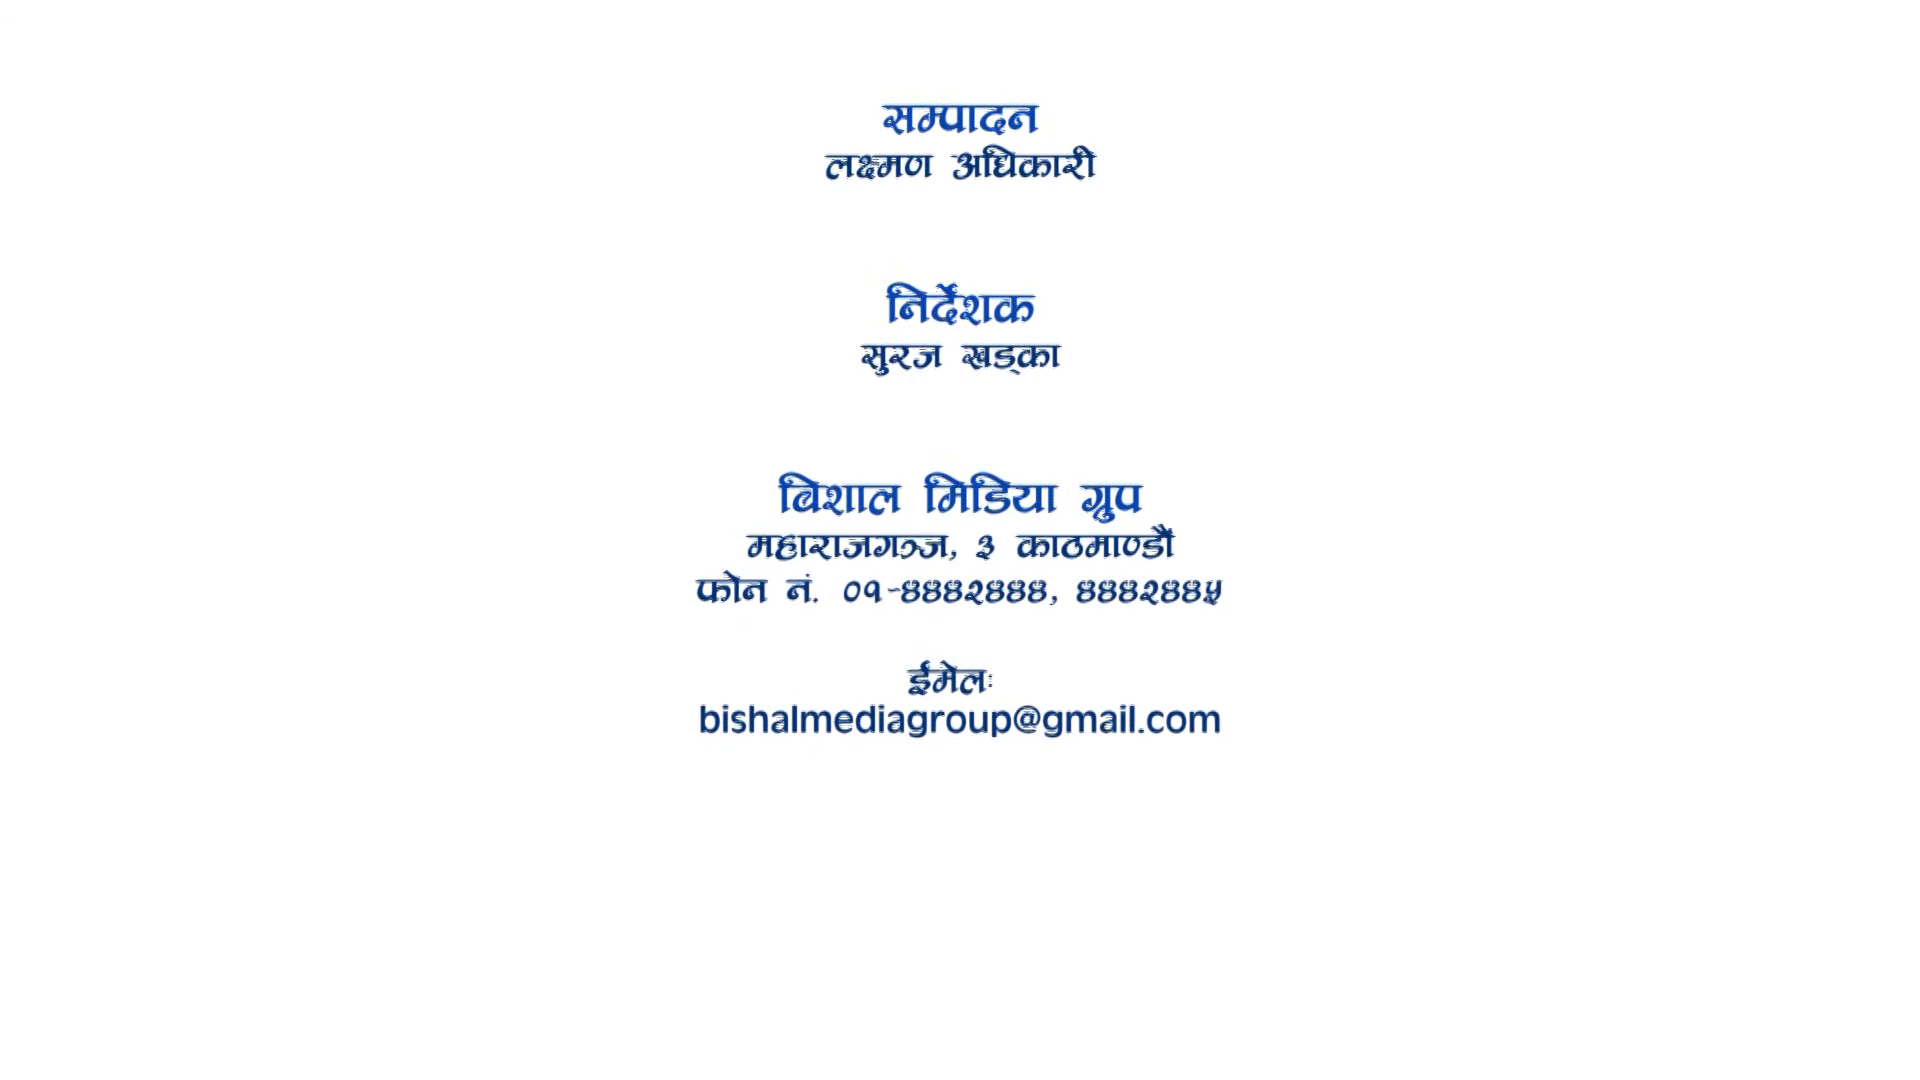 सम्पादन
लक्ष्मण अधिकारी
निर्देशक
सुरज खड्का
बिशाल मिडिया ग्रुप
महाराजगञ्ज, ३ काठमाण्डौ
फोन नं. ०१-४४४२४४४, ४४४२४४५
ईमेलः
bishalmediagroup@gmail.com